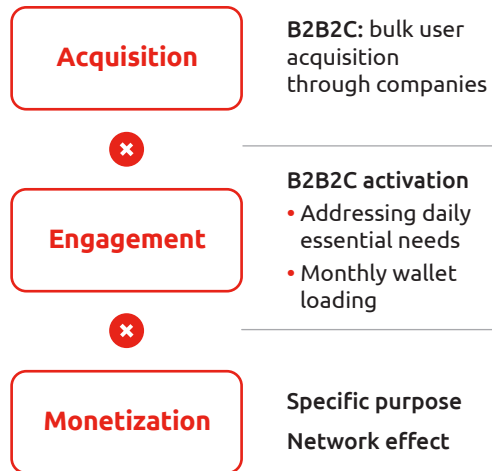 Acquisition
B2B2C: bulk user
acquisition
through companies
Engagement
B2B2C activation
• Addressing daily
essential needs
• Monthly wallet
loading
Monetization
Specific purpose
Network effect